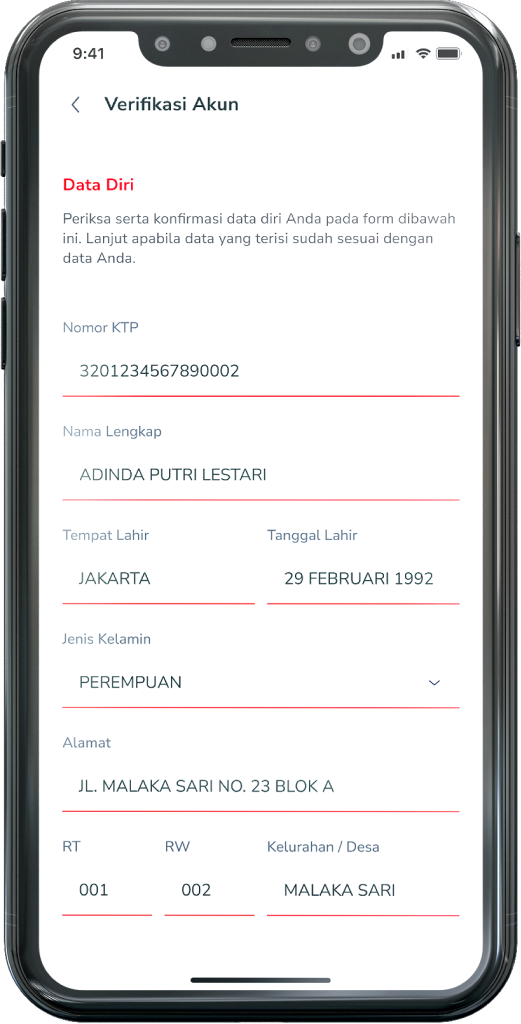 9:41
Verifikasi Akun
Data Diri
Periksa serta konfirmasi data diri Anda pada form dibawah
ini. Lanjut apabila data yang terisi sudah sesuai dengan
data Anda.
Nomor KTP
3201234567890002
Nama Lengkap
ADINDA PUTRI LESTARI
Tempat Lahir Tanggal Lahir
JAKARTA 29 FEBRUARI 1992
Jenis Kelamin
PEREMPUAN
Alamat
JL. MALAKA SARI NO. 23 BLOK A
RT RW Kelurahan / Desa
001 002 MALAKA SARI